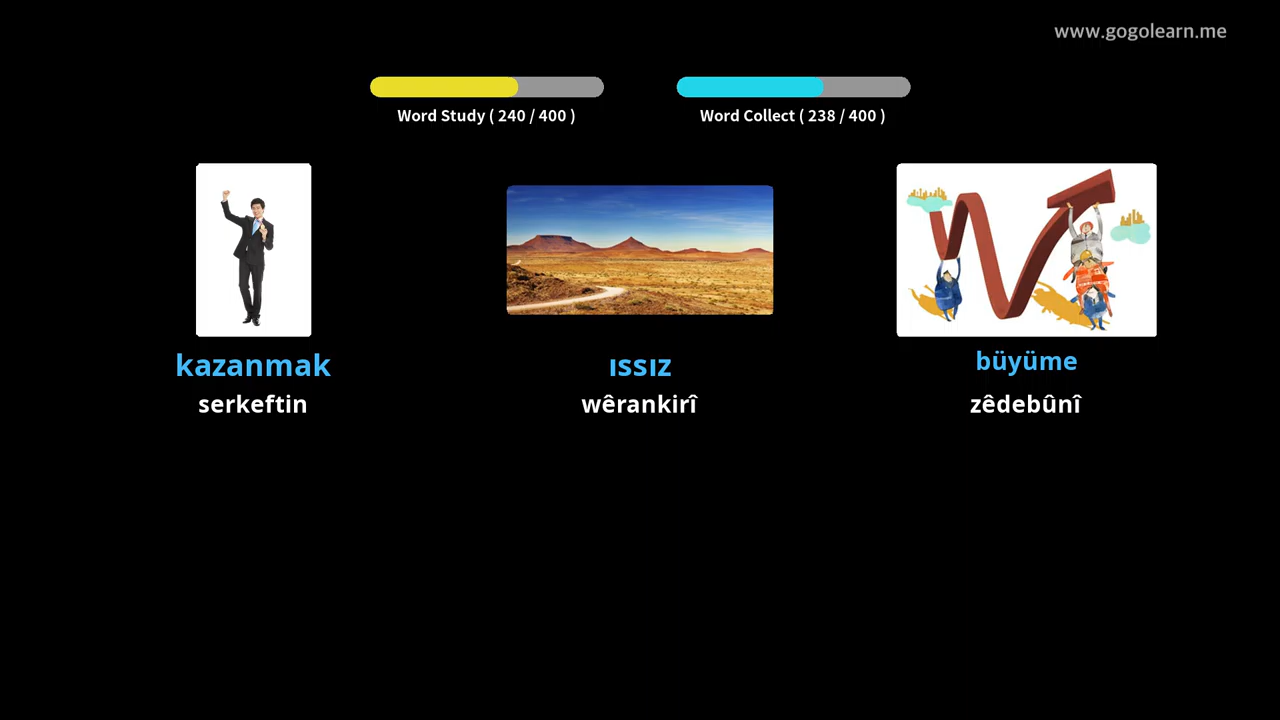 www.gogolearn.me
Word Study ( 240 / 400 )
Word Collect ( 238 / 400 )
kazanmak
serkeftin
ıssız
wêrankirî
büyüme
zêdebûnî